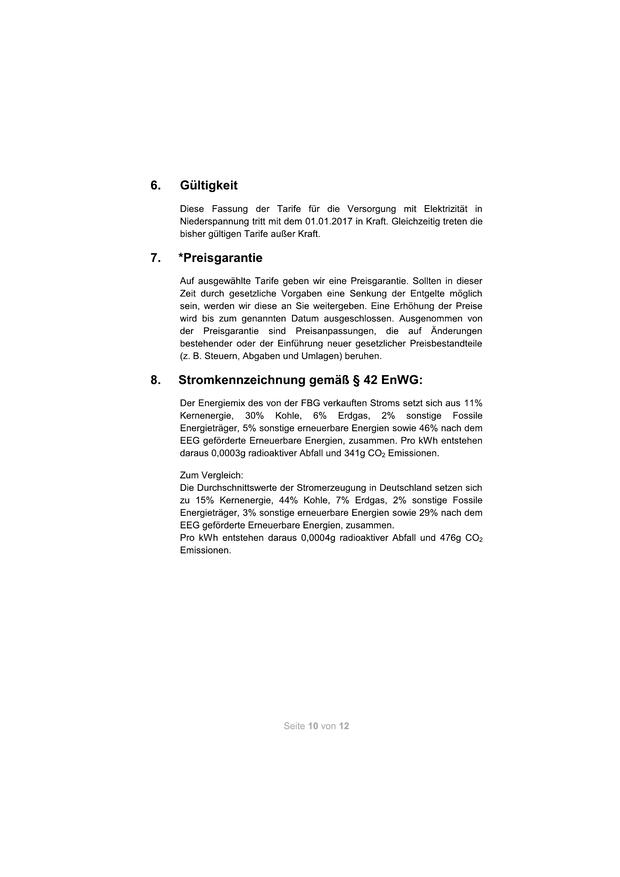 6. Gültigkeit
Diese Fassung der Tarife für die Versorgung mit Elektrizität in
Niederspannung tritt mit dem 01.01.2017 in Kraft. Gleichzeitig treten die
bisher gültigen Tarife außer Kraft.
7. *Preisgarantie
Auf ausgewählte Tarife geben wir eine Preisgarantie. Sollten in dieser
Zeit durch gesetzliche Vorgaben eine Senkung der Entgelte möglich
sein, werden wir diese an Sie weitergeben. Eine Erhöhung der Preise
wird bis zum genannten Datum ausgeschlossen. Ausgenommen von
der Preisgarantie sind Preisanpassungen, die auf Änderungen
bestehender oder der Einführung neuer gesetzlicher Preisbestandteile
(z. B. Steuern, Abgaben und Umlagen) beruhen.
8. Stromkennzeichnung gemäß § 42 EnWG:
Der Energiemix des von der FBG verkauften Stroms setzt sich aus 11%
Kernenergie, 30% Kohle, 6% Erdgas, 2% sonstige Fossile
Energieträger, 5% sonstige erneuerbare Energien sowie 46% nach dem
EEG geförderte Erneuerbare Energien, zusammen. Pro kWh entstehen
daraus 0,0003g radioaktiver Abfall und 341g CO₂ Emissionen.
Zum Vergleich:
Die Durchschnittswerte der Stromerzeugung in Deutschland setzen sich
zu 15% Kernenergie, 44% Kohle, 7% Erdgas, 2% sonstige Fossile
Energieträger, 3% sonstige erneuerbare Energien sowie 29% nach dem
EEG geförderte Erneuerbare Energien, zusammen.
Pro kWh entstehen daraus 0,0004g radioaktiver Abfall und 476g CO₂
Emissionen.
Seite 10 von 12